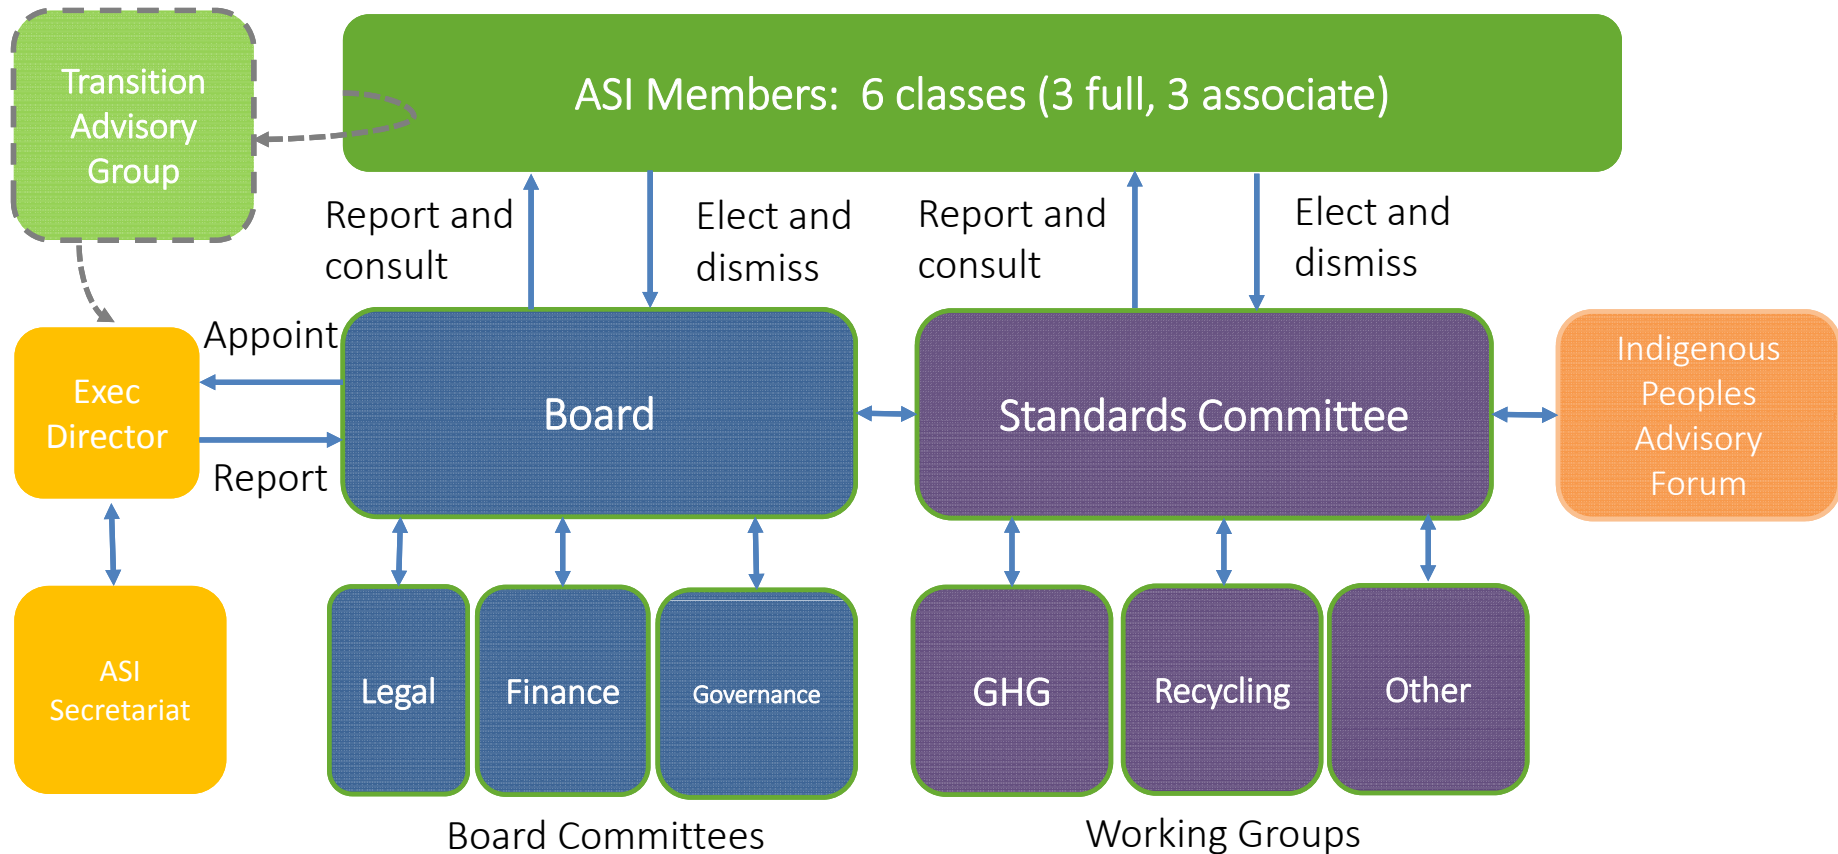 Transition
Advisory
Group
ASI Members:  6 classes (3 full, 3 associate)
Report and
consult
Elect and
dismiss
Report and
consult
Elect and
dismiss
Appoint
Exec
Director
Report
Board
Standards Committee
Indigenous
Peoples
Advisory
Forum
ASI
Secretariat
Legal
Finance
Governance
GHG
Recycling
Other
Board Committees
Working Groups